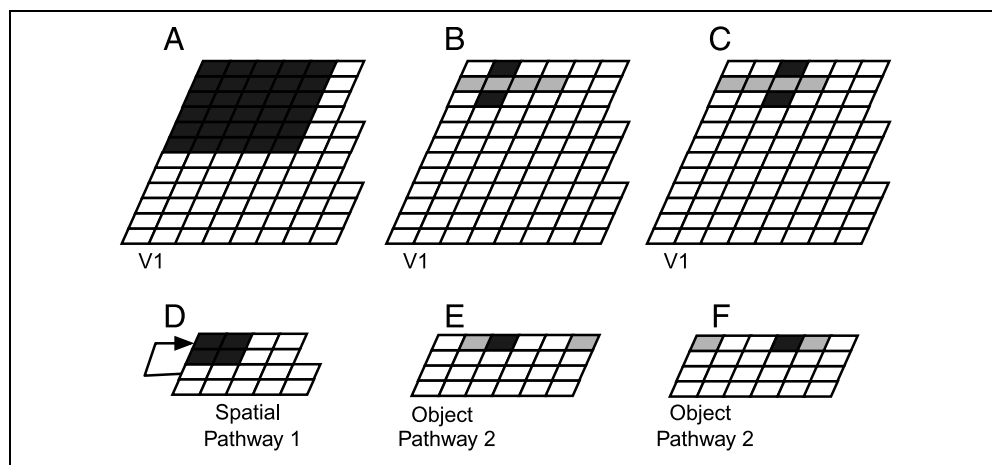 A B C
V1 V1 V1
D E F
Spatial Object Object
Pathway 1 Pathway 2 Pathway 2